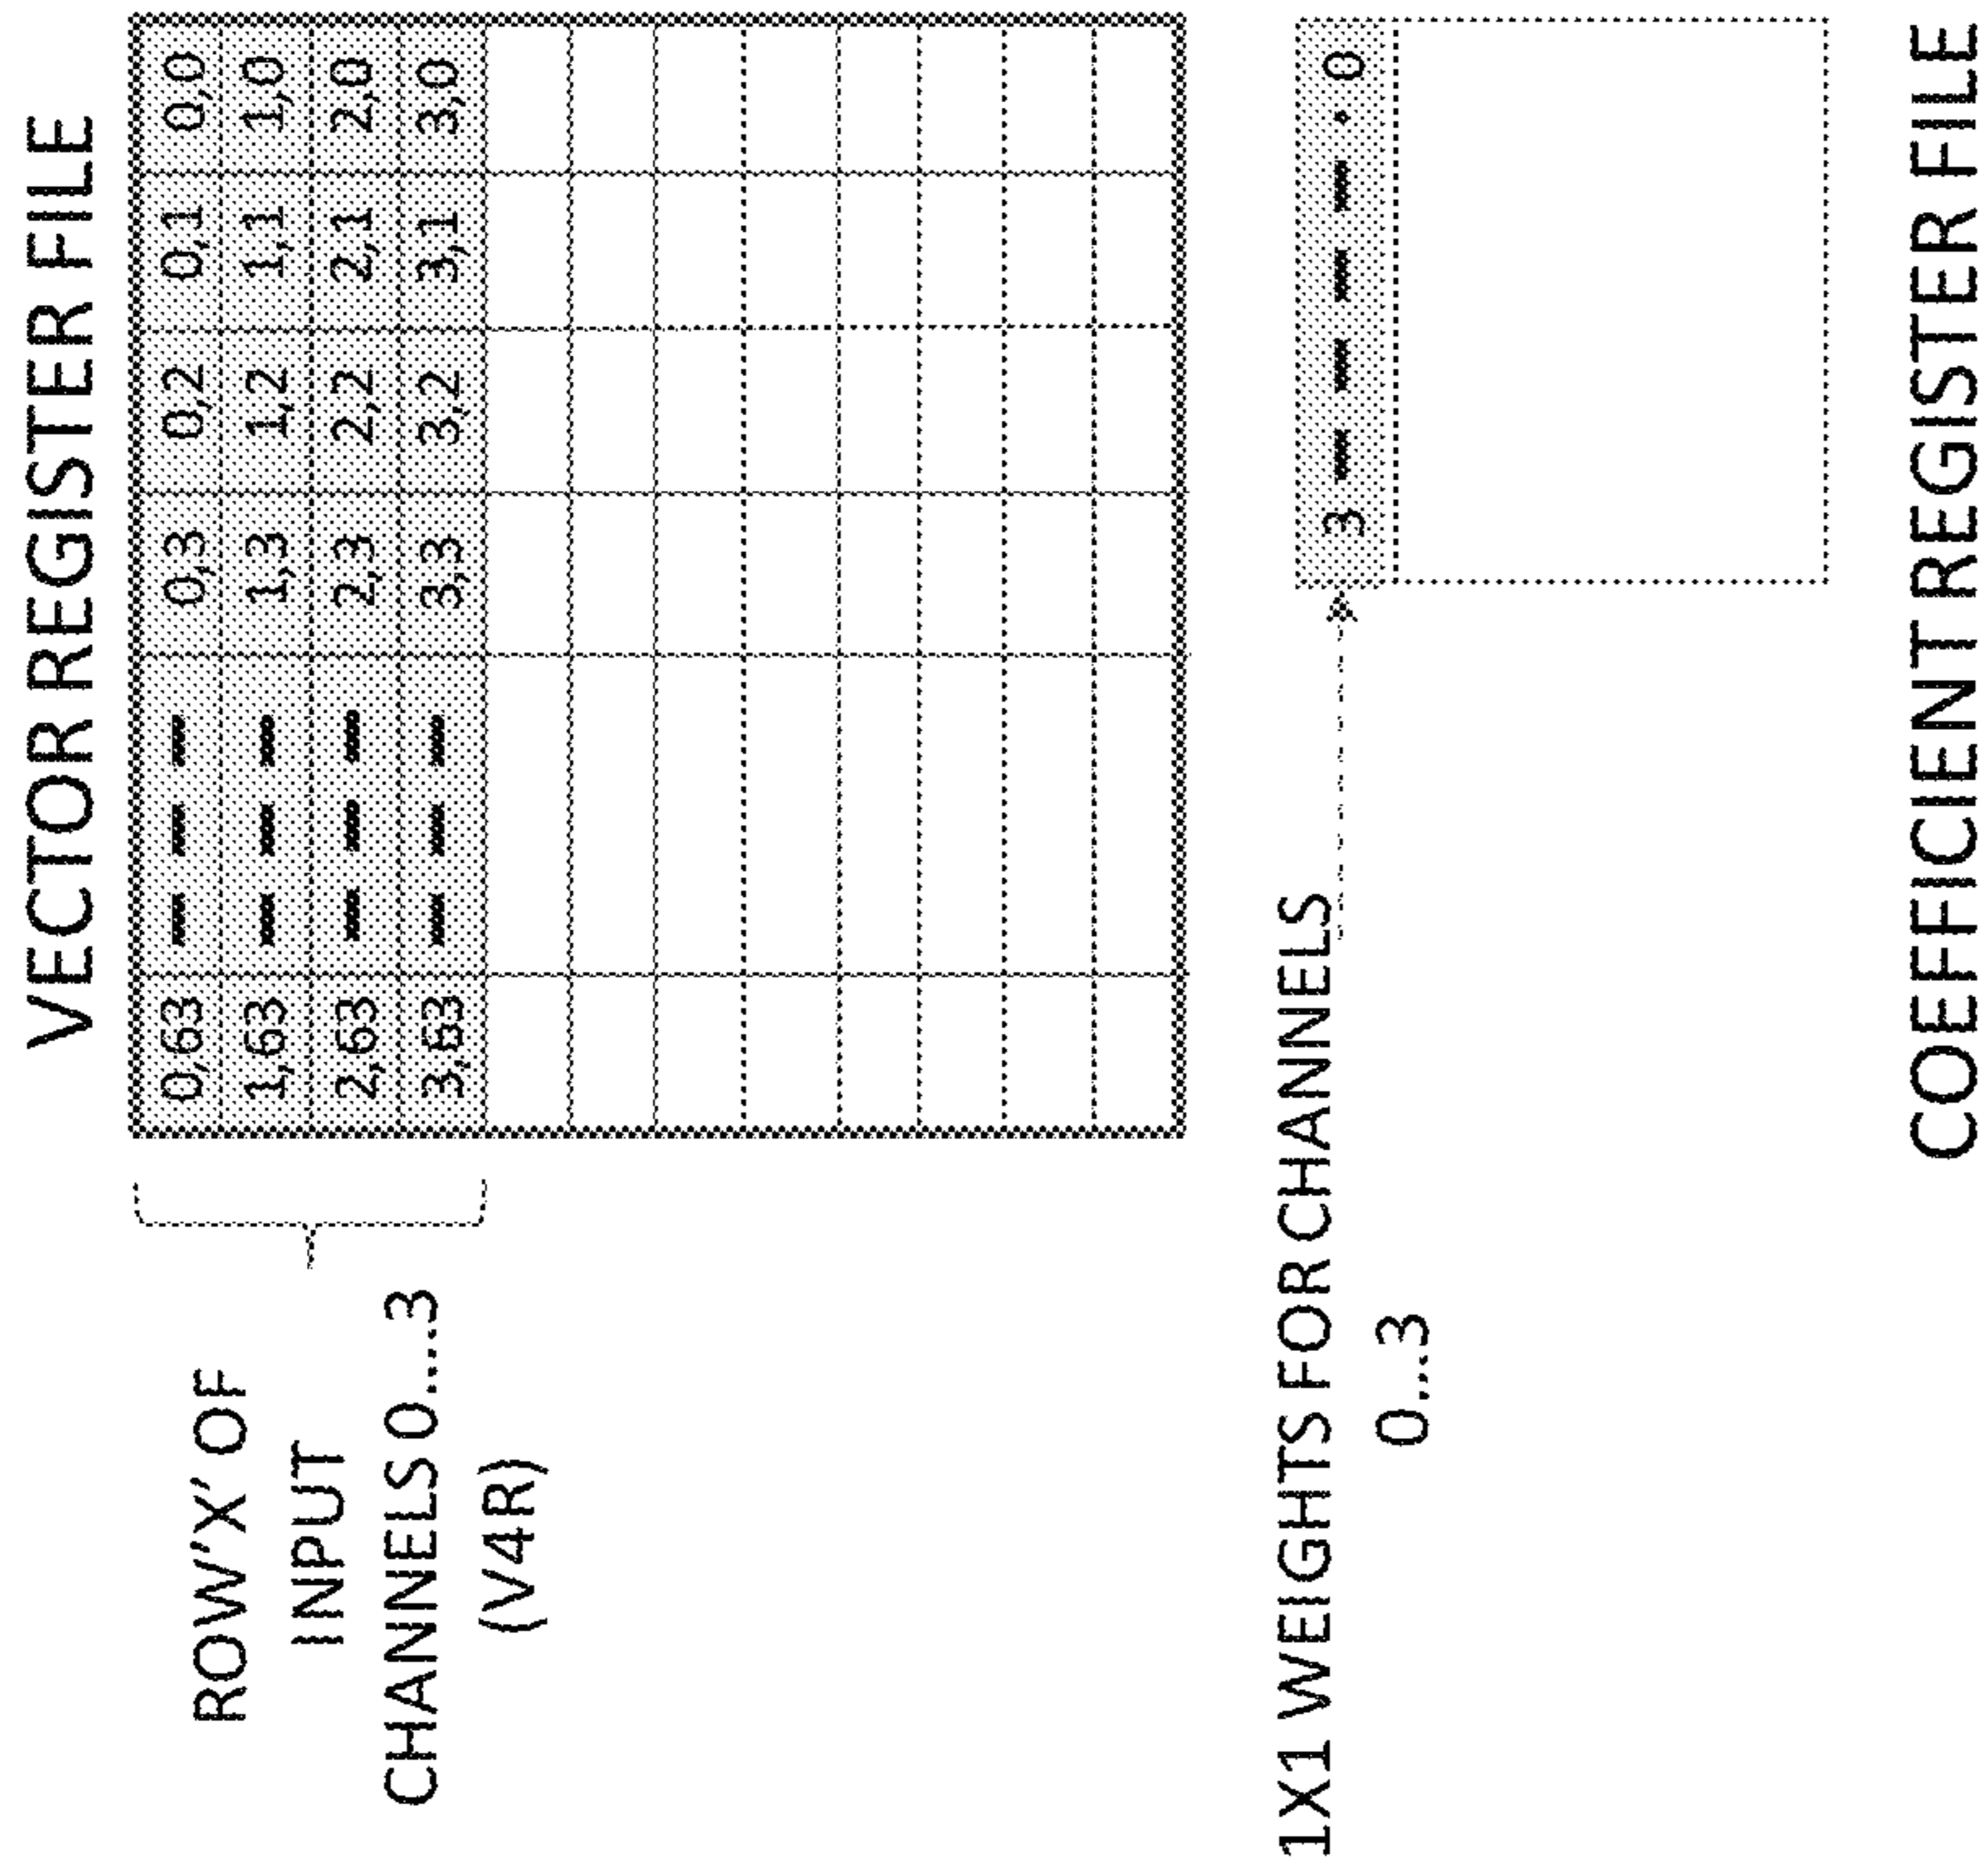 VECTOR REGISTER FILE
0,63 0,3 0,2 0,1 0,0
1,63 1,3 1,2 1,1 1,0
2,63 2,3 2,2 2,1 2,0
3,63 3,3 3,2 3,1 3,0
ROW'X' OF
INPUT
CHANNELS 0...3
(V4R)
1X1 WEIGHTS FOR CHANNELS
0...3
3 0
COEFFICIENT REGISTER FILE